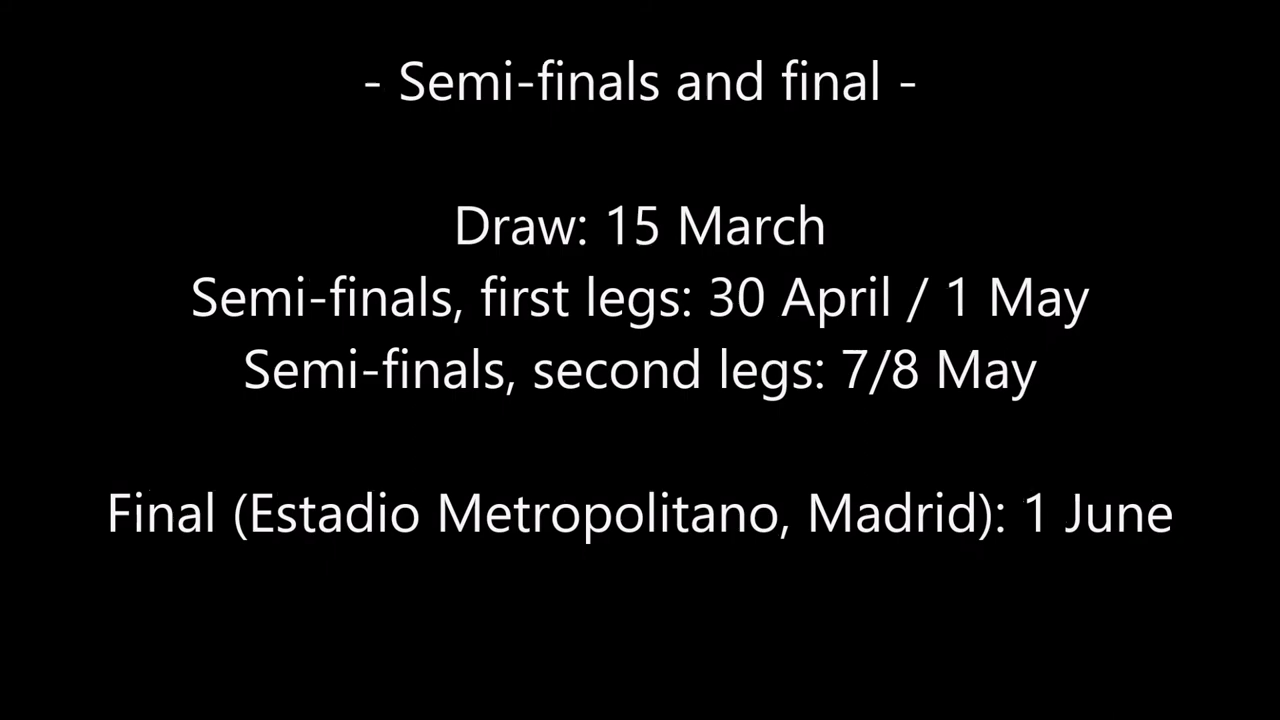 - Semi-finals and final -
Draw: 15 March
Semi-finals, first legs: 30 April / 1 May
Semi-finals, second legs: 7/8 May
Final (Estadio Metropolitano, Madrid): 1 June